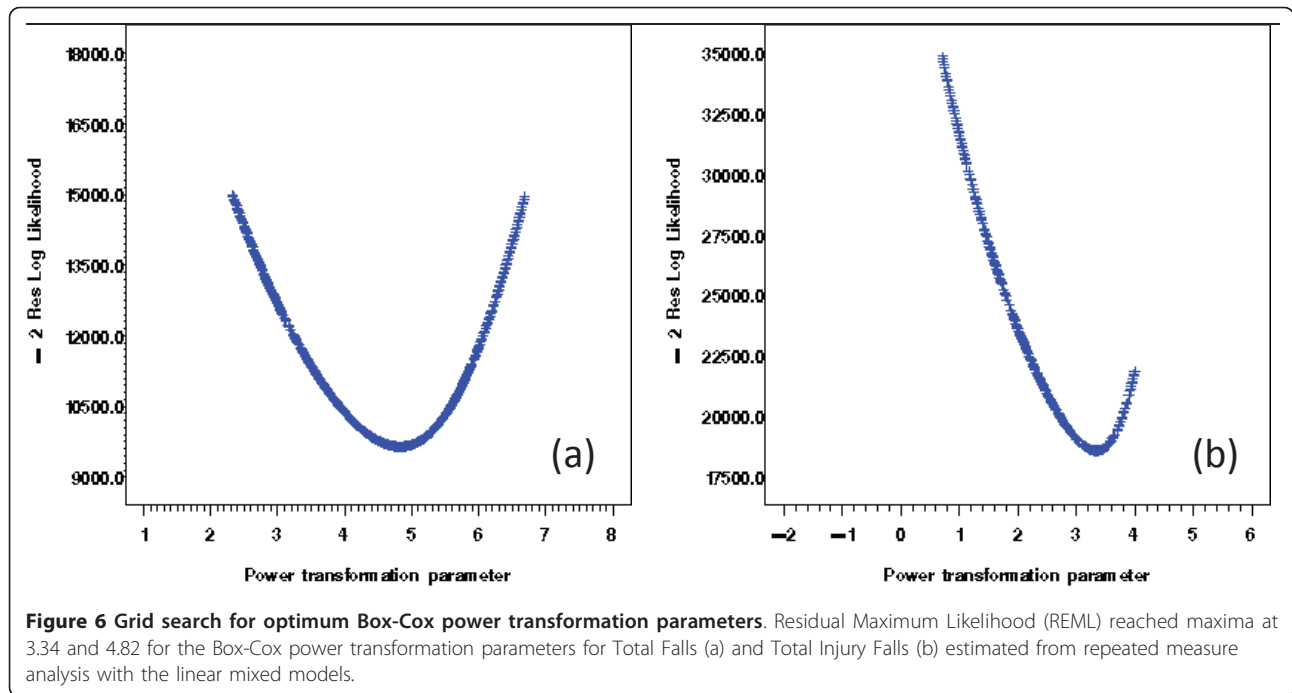 18000.0
16500.0
15000.0
13500.0
12000.0
10500.0
9000.0
− 2 Res Log Likelihood
(a)
1 2 3 4 5 6 7 8
Power transformation parameter
35000.0
32500.0
30000.0
27500.0
25000.0
22500.0
20000.0
17500.0
− 2 Res Log Likelihood
(b)
−2 −1 0 1 2 3 4 5 6
Power transformation parameter
Figure 6 Grid search for optimum Box-Cox power transformation parameters. Residual Maximum Likelihood (REML) reached maxima at
3.34 and 4.82 for the Box-Cox power transformation parameters for Total Falls (a) and Total Injury Falls (b) estimated from repeated measure
analysis with the linear mixed models.